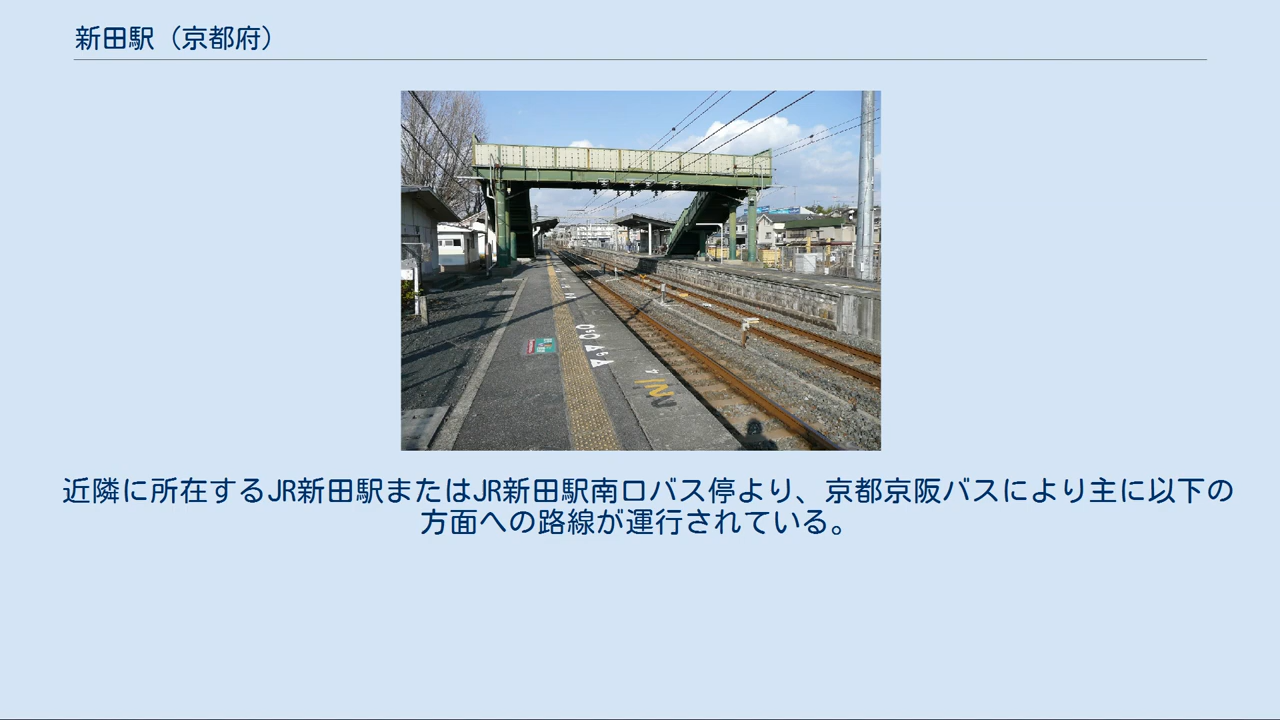 新田駅（京都府）
近隣に所在するJR新田駅またはJR新田駅南口バス停より、京都京阪バスにより主に以下の
方面への路線が運行されている。